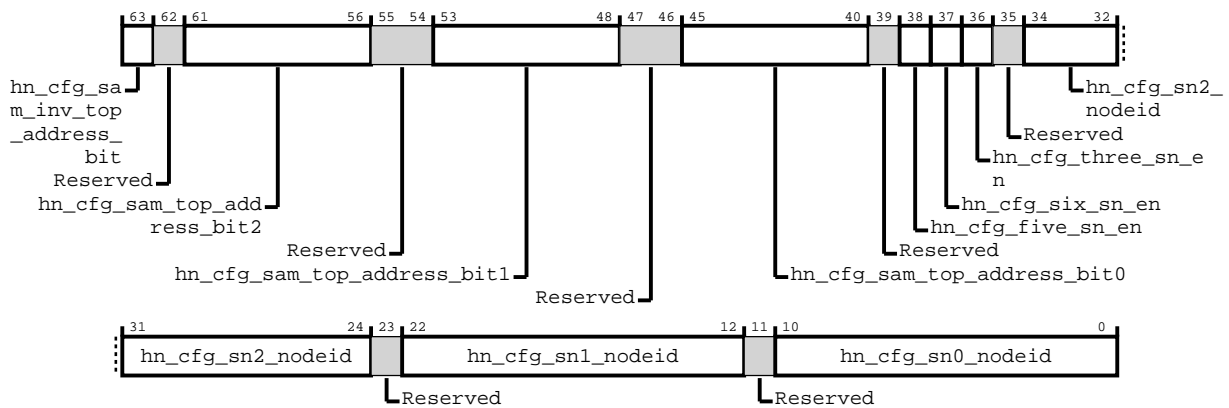 63 62 61 56 55 54 53 48 47 46 45 40 39 38 37 36 35 34 32
hn_cfg_sa
m_inv_top
_address_
bit
Reserved
hn_cfg_sam_top_add
ress_bit2
Reserved
hn_cfg_sam_top_address_bit1
Reserved
hn_cfg_sn2_
nodeid
Reserved
hn_cfg_three_sn_e
n
hn_cfg_six_sn_en
hn_cfg_five_sn_en
Reserved
hn_cfg_sam_top_address_bit0
31 24 23 22 12 11 10 0
hn_cfg_sn2_nodeid hn_cfg_sn1_nodeid hn_cfg_sn0_nodeid
Reserved Reserved